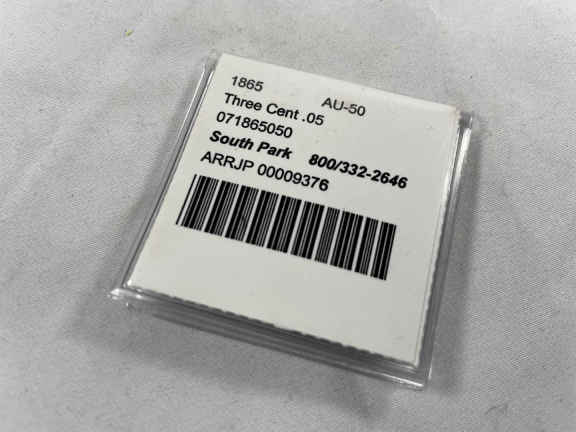 1865 AU-50
Three Cent .05
071865050
South Park 800/332-2646
ARRJP 00009376